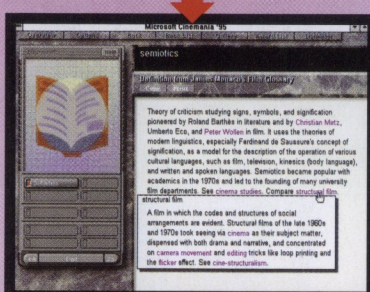 Microsoft Cinemania '95
semiotics
Definition from James Monaco's Film Glossary
Copy Print
Theory of criticism studying signs, symbols, and signification
pioneered by Roland Barthes in literature and by Christian Metz,
Umberto Eco, and Peter Wollen in film. It uses the theories of
modern linguistics, especially Ferdinand de Saussure's concept of
signification, as a model for the description of the operation of various
cultural languages, such as film, television, kinesics (body language),
and written and spoken languages. Semiotics became popular with
academics in the 1970s and led to the founding of many university
film departments. See cinema studies. Compare structural film.
structural film
A film in which the codes and structures of social
arrangements are evident. Structural films of the late 1960s
and 1970s took seeing via cinema as their subject matter,
dispensed with both drama and narrative, and concentrated
on camera movement and editing tricks like loop printing and
the flicker effect. See cine-structuralism.